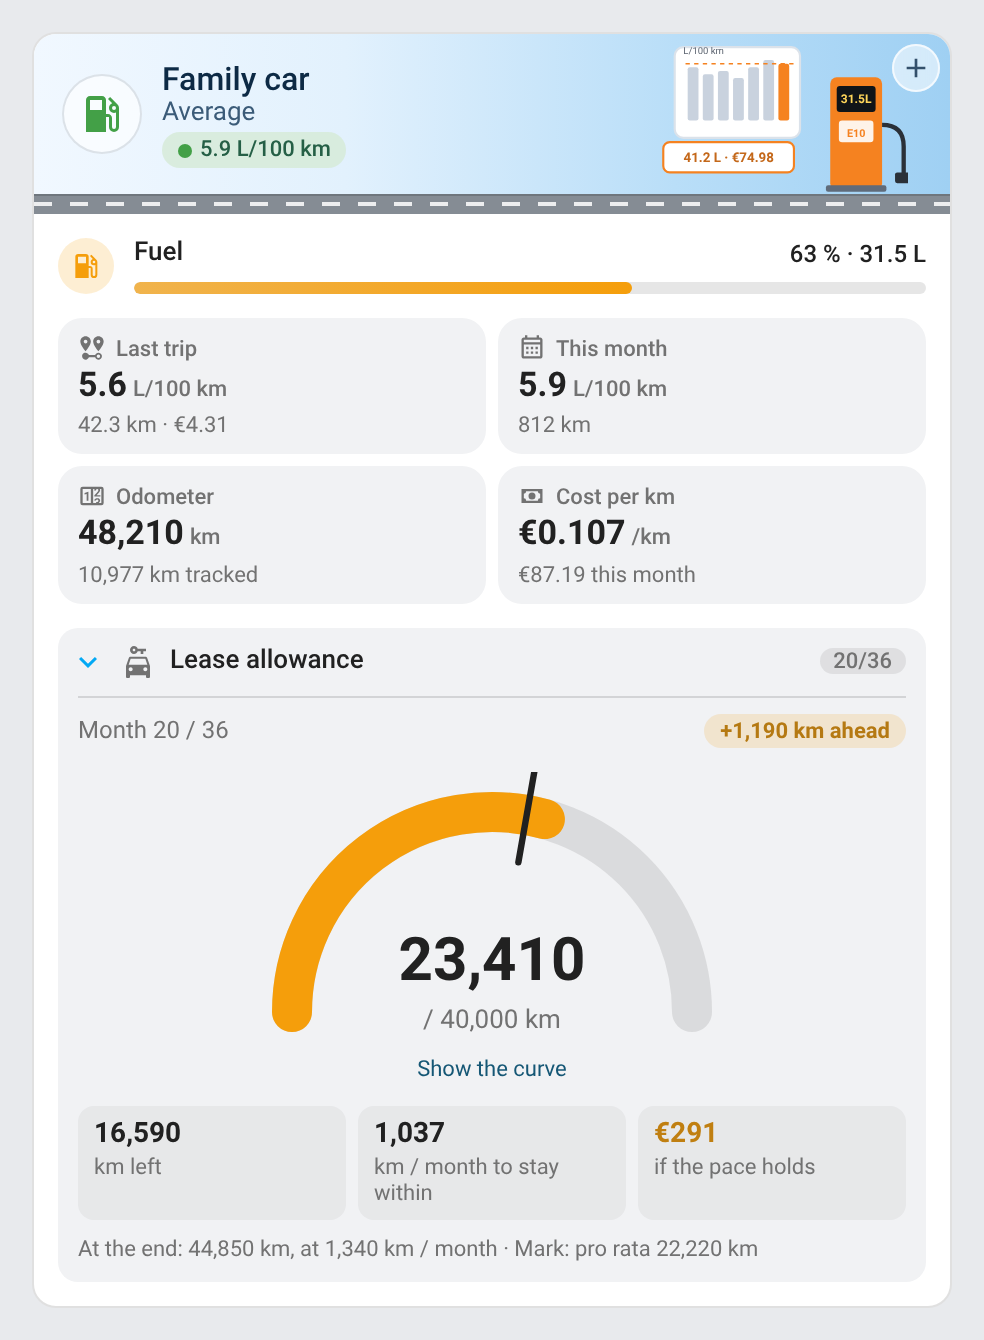 Family car
Average
5.9 L/100 km
L/100 km
41.2 L · €74.98
31.5L
E10
Fuel
63 % · 31.5 L
Last trip
5.6 L/100 km
42.3 km · €4.31
This month
5.9 L/100 km
812 km
Odometer
48,210 km
10,977 km tracked
Cost per km
€0.107 /km
€87.19 this month
Lease allowance
20/36
Month 20 / 36
+1,190 km ahead
23,410
/ 40,000 km
Show the curve
16,590
km left
1,037
km / month to stay
within
€291
if the pace holds
At the end: 44,850 km, at 1,340 km / month · Mark: pro rata 22,220 km